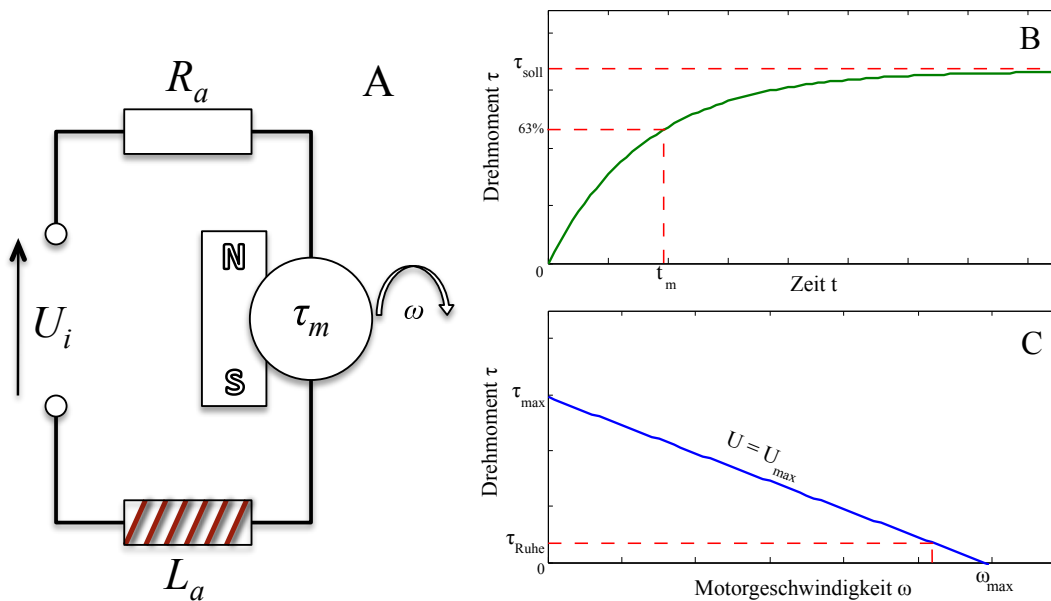 A
R_a
U_i
N
S
τ_m
ω
L_a
B
Drehmoment τ
τ_soll
63%
0
t_m
Zeit t
C
Drehmoment τ
τ_max
U = U_max
τ_Ruhe
0
Motorgeschwindigkeit ω
ω_max